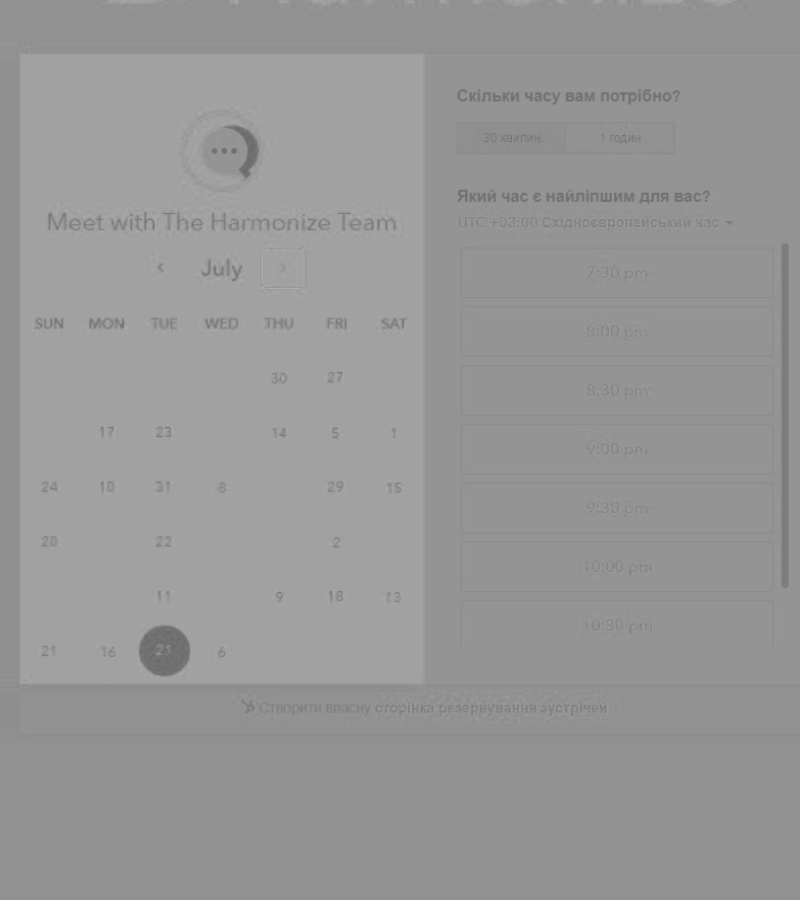 Meet with The Harmonize Team
July
SUN MON TUE WED THU FRI SAT
30 27
17 23 14 5 1
24 18 31 8 29 15
20 22 2
11 9 18 13
21 16 21 6
Скільки часу вам потрібно?
30 хвилин 1 годин
Який час є найліпшим для вас?
UTC +03:00 Східноєвропейський час
7:30 pm
8:00 pm
8:30 pm
9:00 pm
9:30 pm
10:00 pm
10:30 pm
Створити власну сторінка резервування зустрічей